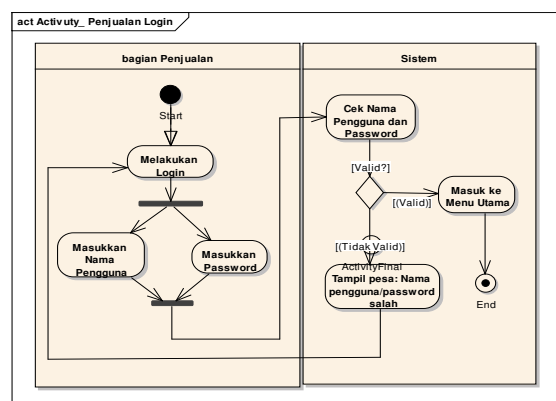 act Activuty_ Penjualan Login
bagian Penjualan
Sistem
Start
Melakukan
Login
Masukkan
Nama
Pengguna
Masukkan
Password
Cek Nama
Pengguna dan
Password
[Valid?]
[(Valid)]
Masuk ke
Menu Utama
[(Tidak Valid)]
ActivityFinal
Tampil pesa: Nama
pengguna/password
salah
End